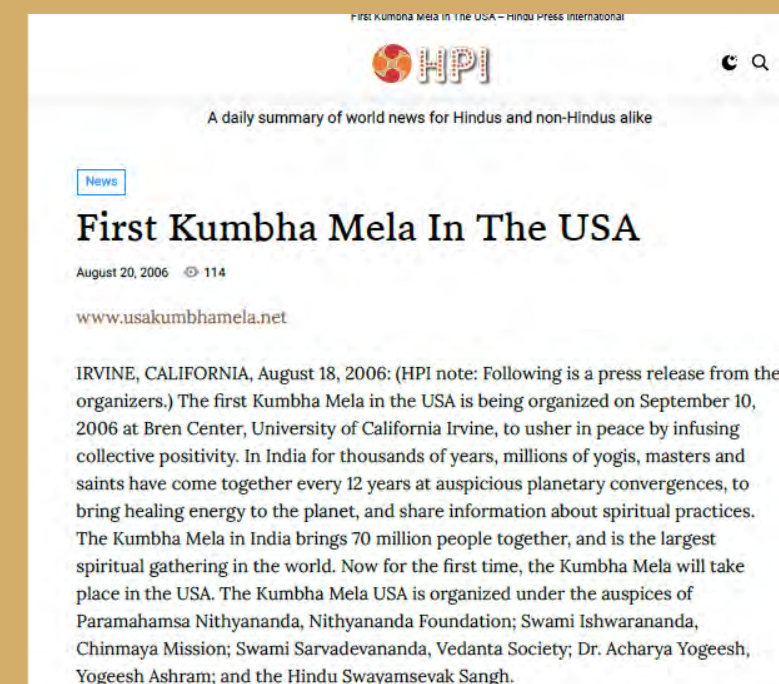 First Kumbha Mela In The USA – Hindu Press International
HPI
A daily summary of world news for Hindus and non-Hindus alike
News
First Kumbha Mela In The USA
August 20, 2006 114
www.usakumbhamela.net
IRVINE, CALIFORNIA, August 18, 2006: (HPI note: Following is a press release from the
organizers.) The first Kumbha Mela in the USA is being organized on September 10,
2006 at Bren Center, University of California Irvine, to usher in peace by infusing
collective positivity. In India for thousands of years, millions of yogis, masters and
saints have come together every 12 years at auspicious planetary convergences, to
bring healing energy to the planet, and share information about spiritual practices.
The Kumbha Mela in India brings 70 million people together, and is the largest
spiritual gathering in the world. Now for the first time, the Kumbha Mela will take
place in the USA. The Kumbha Mela USA is organized under the auspices of
Paramahamsa Nithyananda, Nithyananda Foundation; Swami Ishwarananda,
Chinmaya Mission; Swami Sarvadevananda, Vedanta Society; Dr. Acharya Yogeesh,
Yogeesh Ashram; and the Hindu Swayamsevak Sangh.